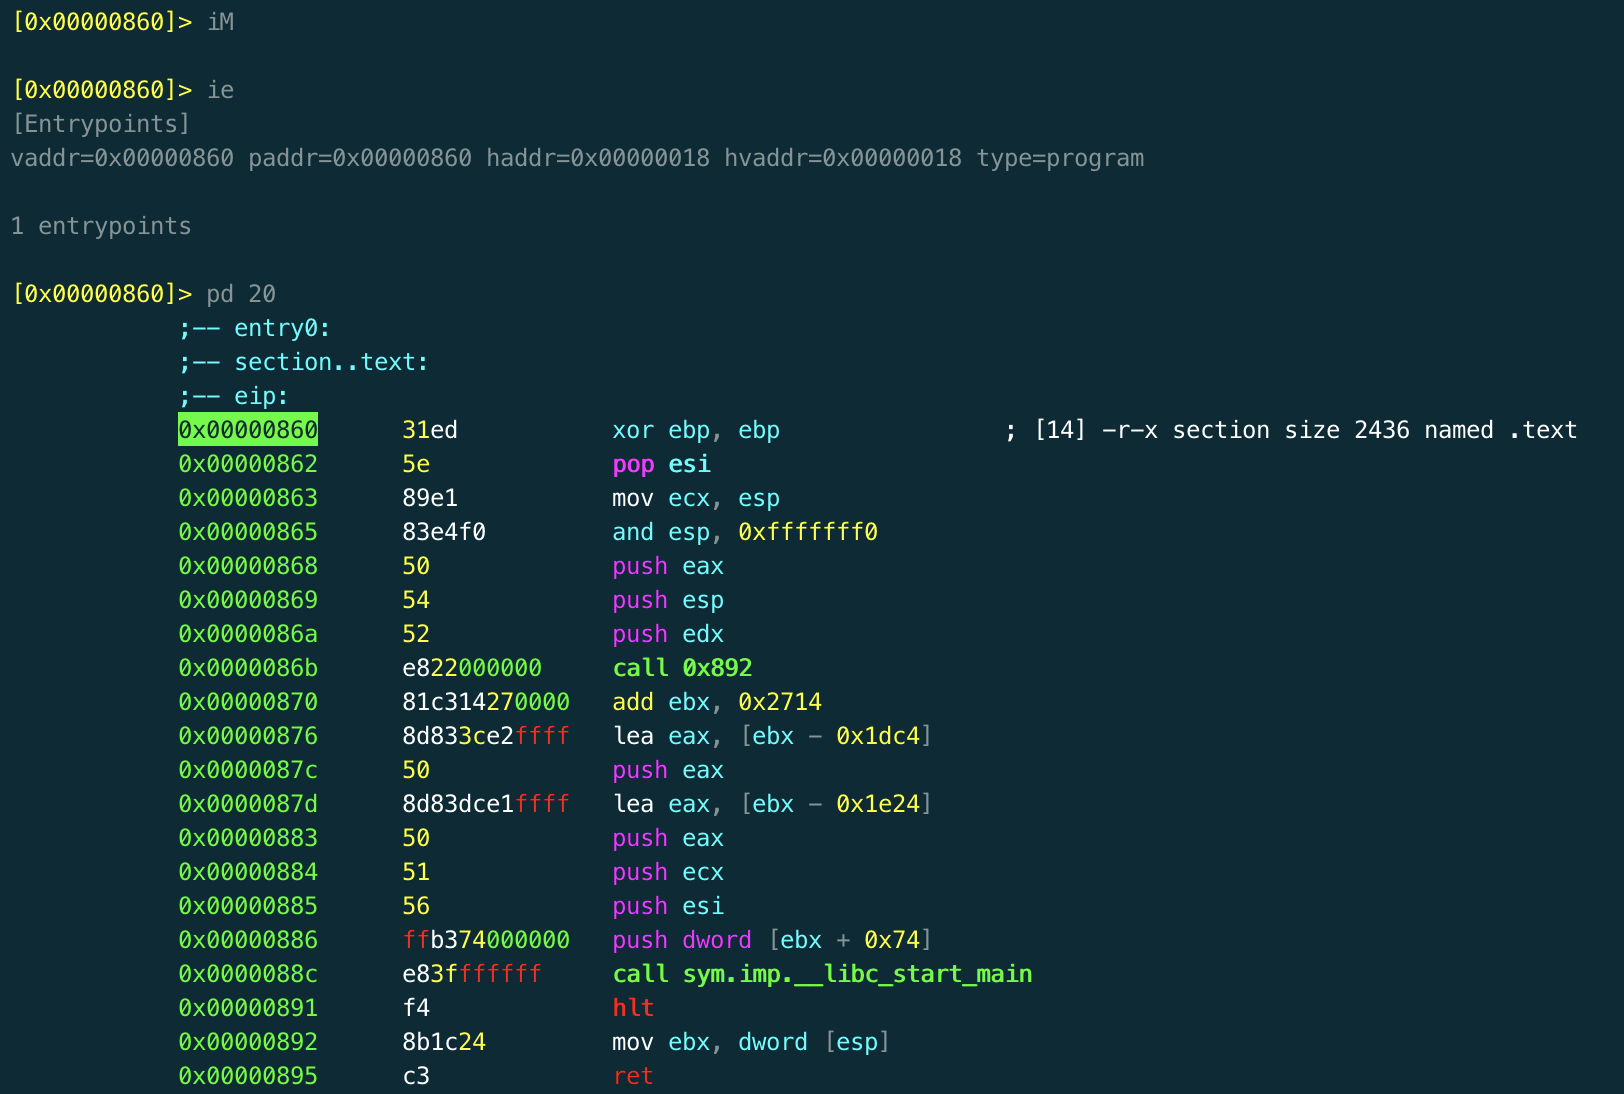 [0x00000860]> iM
[0x00000860]> ie
[Entrypoints]
vaddr=0x00000860 paddr=0x00000860 haddr=0x00000018 hvaddr=0x00000018 type=program
1 entrypoints
[0x00000860]> pd 20
;-- entry0:
;-- section..text:
;-- eip:
0x00000860 31ed xor ebp, ebp ; [14] -r-x section size 2436 named .text
0x00000862 5e pop esi
0x00000863 89e1 mov ecx, esp
0x00000865 83e4f0 and esp, 0xfffffff0
0x00000868 50 push eax
0x00000869 54 push esp
0x0000086a 52 push edx
0x0000086b e822000000 call 0x892
0x00000870 81c314270000 add ebx, 0x2714
0x00000876 8d833ce2ffff lea eax, [ebx - 0x1dc4]
0x0000087c 50 push eax
0x0000087d 8d83dce1ffff lea eax, [ebx - 0x1e24]
0x00000883 50 push eax
0x00000884 51 push ecx
0x00000885 56 push esi
0x00000886 ffb374000000 push dword [ebx + 0x74]
0x0000088c e83fffffff call sym.imp.__libc_start_main
0x00000891 f4 hlt
0x00000892 8b1c24 mov ebx, dword [esp]
0x00000895 c3 ret